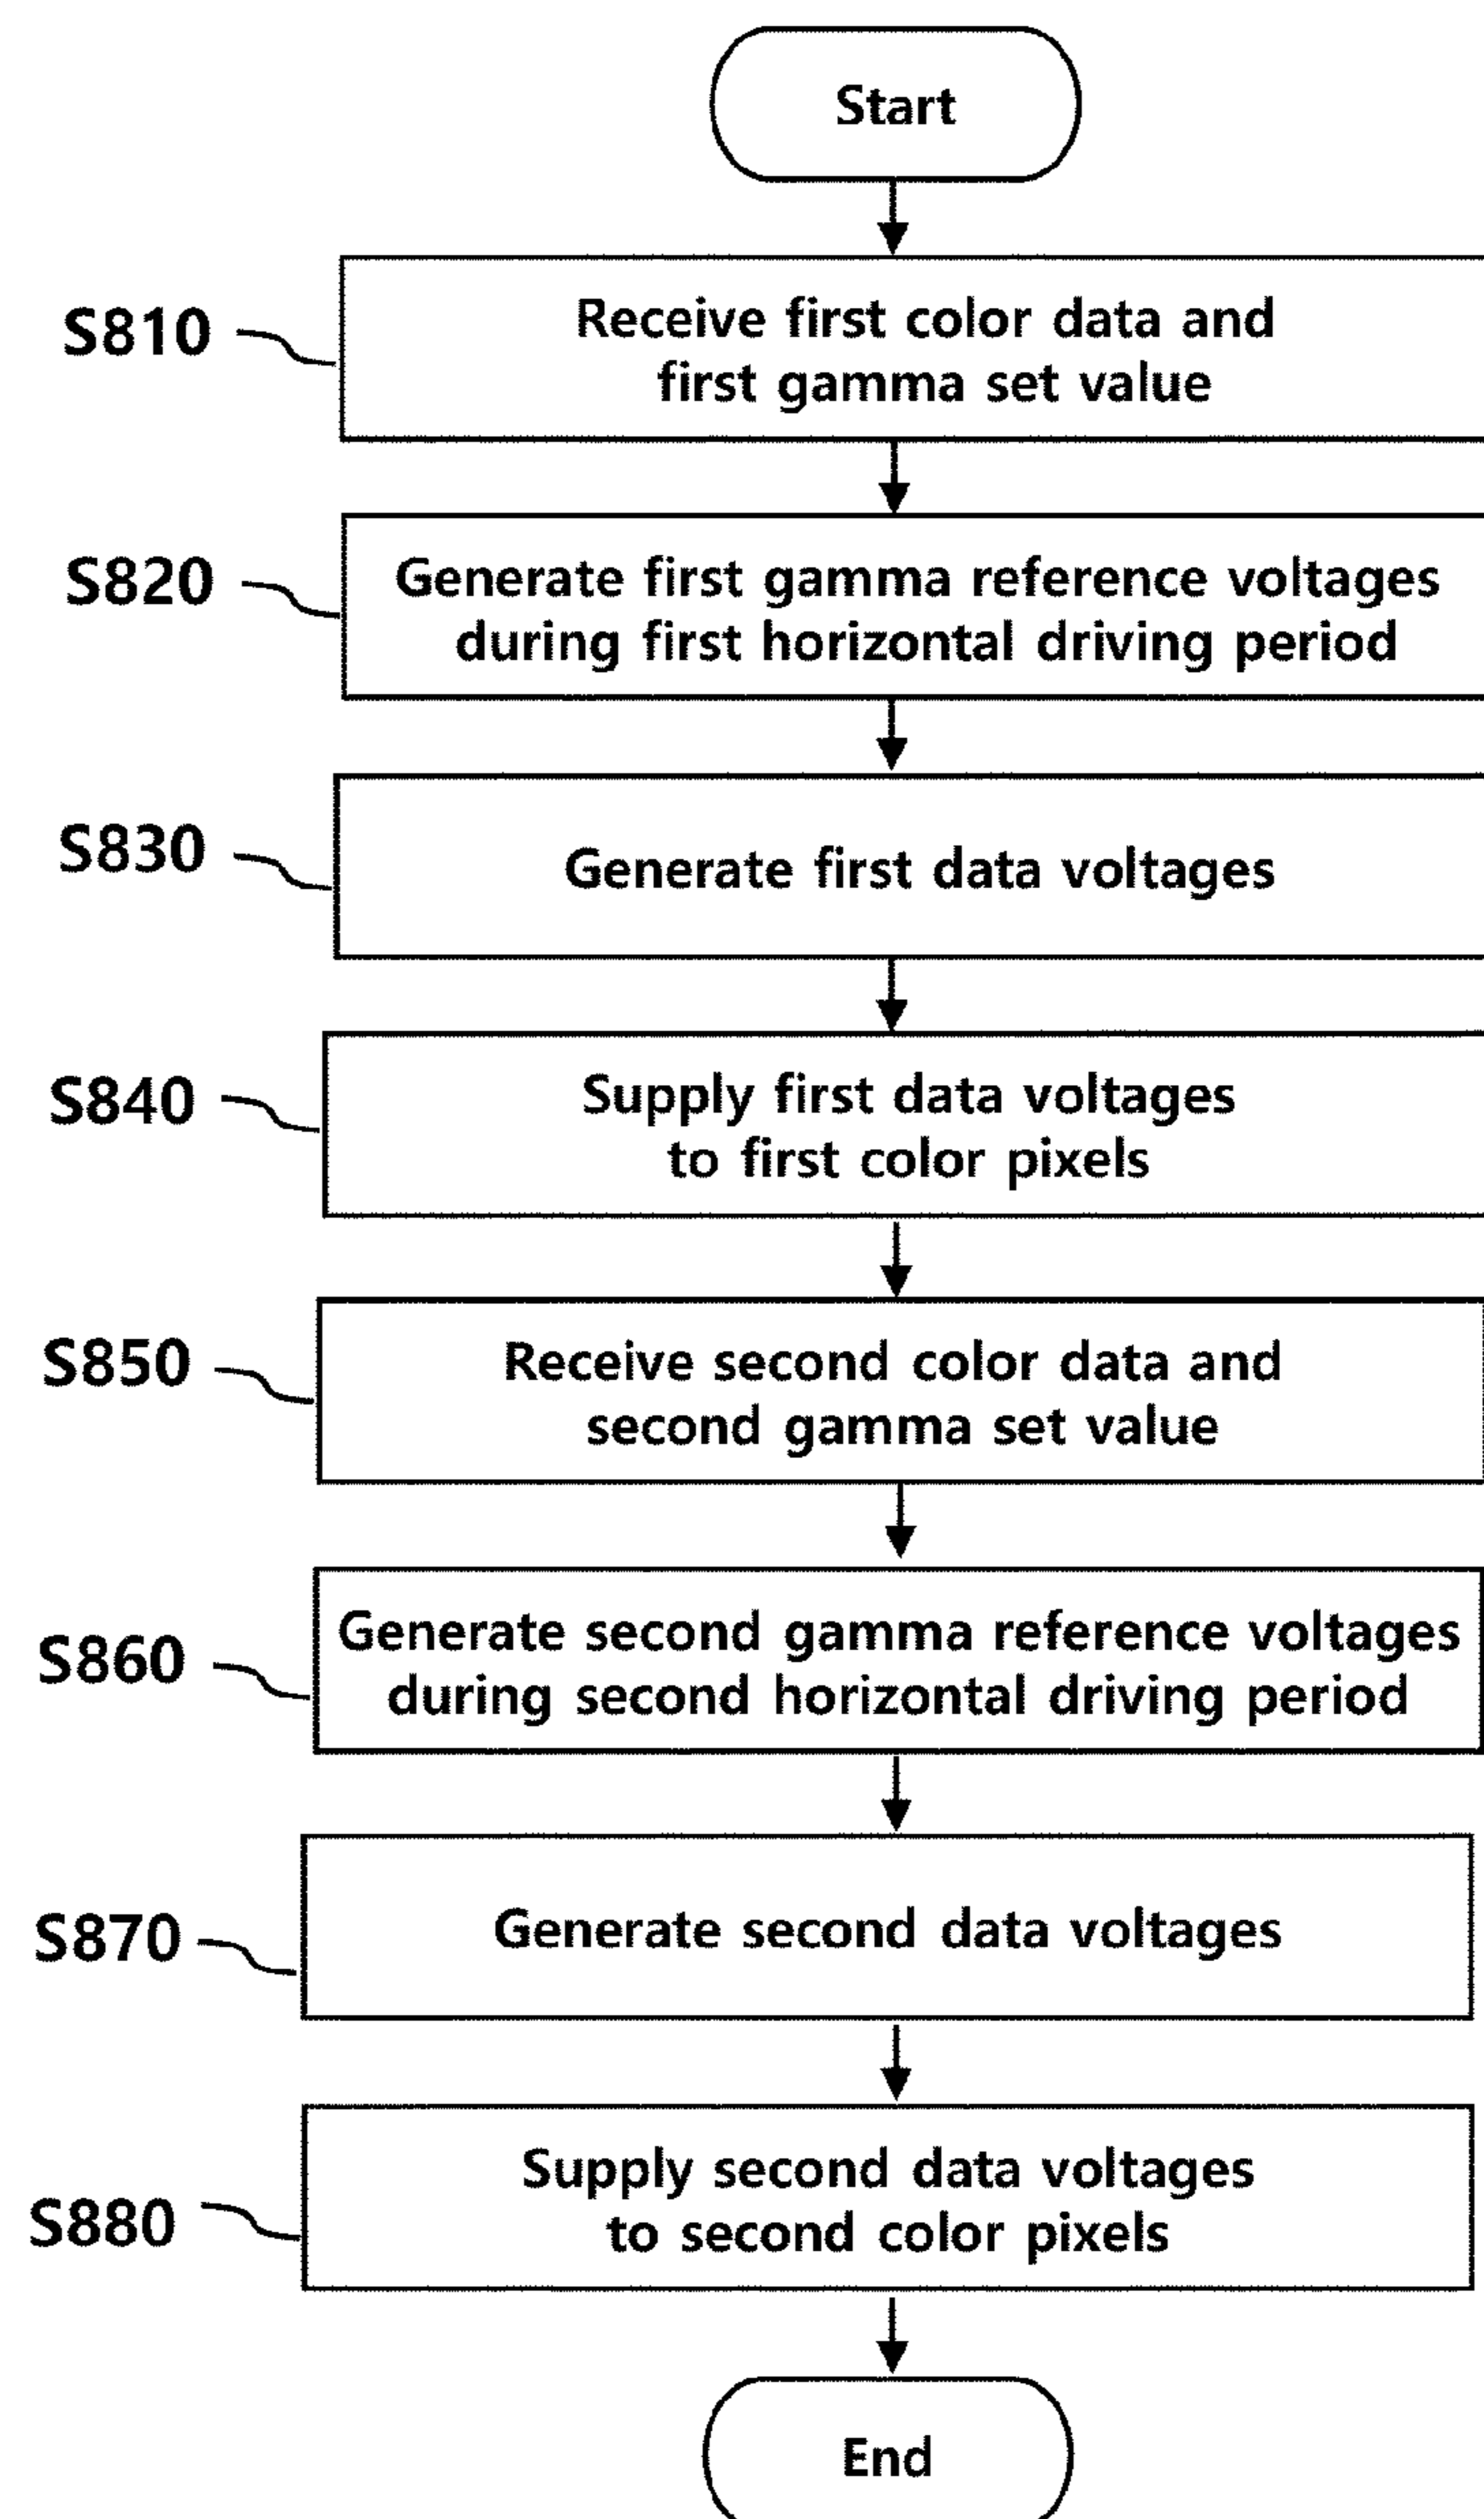 Start
S810
Receive first color data and
first gamma set value
S820
Generate first gamma reference voltages
during first horizontal driving period
S830
Generate first data voltages
S840
Supply first data voltages
to first color pixels
S850
Receive second color data and
second gamma set value
S860
Generate second gamma reference voltages
during second horizontal driving period
S870
Generate second data voltages
S880
Supply second data voltages
to second color pixels
End